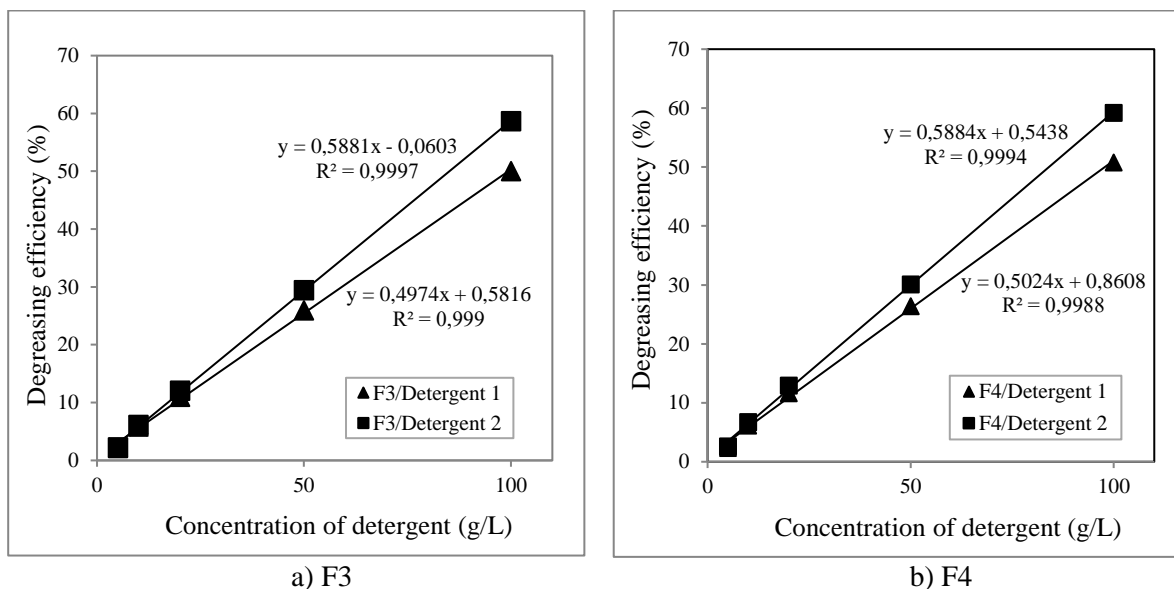 70
60
50
40
30
20
10
0
0
50
100
Degreasing efficiency (%)
Concentration of detergent (g/L)
y = 0,5881x - 0,0603
R² = 0,9997
y = 0,4974x + 0,5816
R² = 0,999
F3/Detergent 1
F3/Detergent 2
a) F3
70
60
50
40
30
20
10
0
0
50
100
Degreasing efficiency (%)
Concentration of detergent (g/L)
y = 0,5884x + 0,5438
R² = 0,9994
y = 0,5024x + 0,8608
R² = 0,9988
F4/Detergent 1
F4/Detergent 2
b) F4